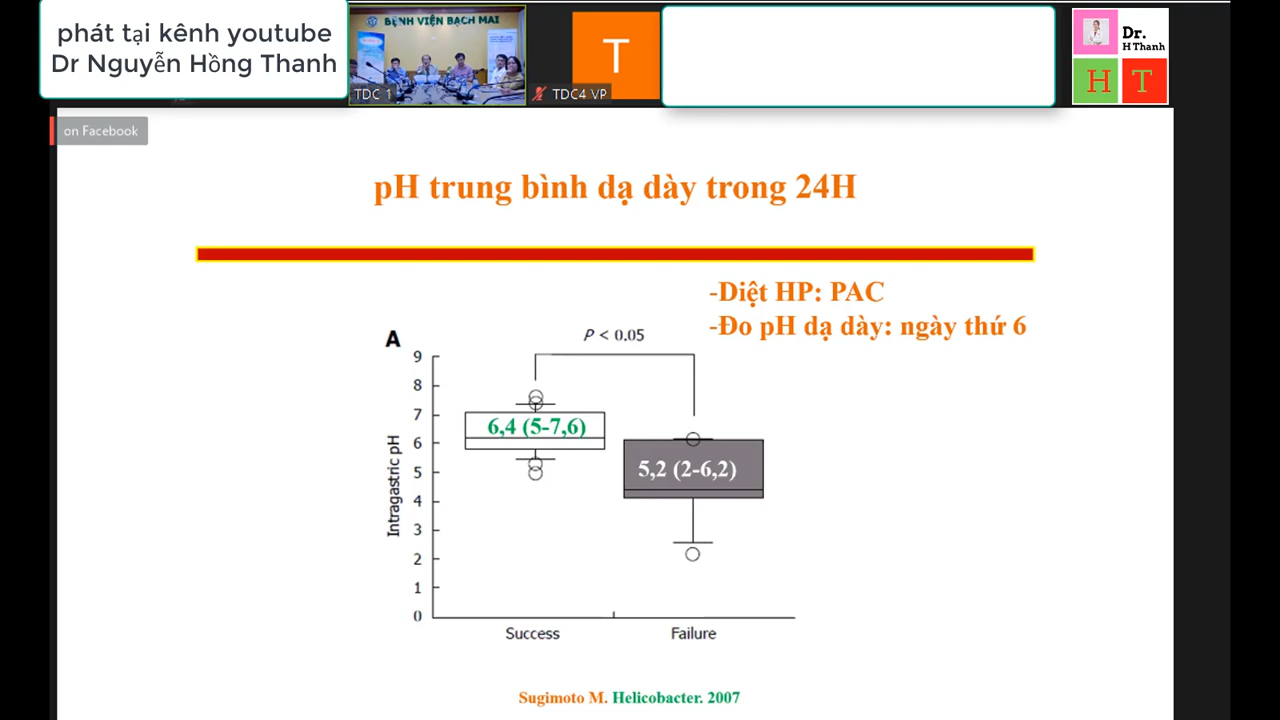 phát tại kênh youtube
Dr Nguyễn Hồng Thanh
BỆNH VIỆN BẠCH MAI
TDC 1
T
TDC4 VP
Dr.
H Thanh
H T
on Facebook
pH trung bình dạ dày trong 24H
-Diệt HP: PAC
-Đo pH dạ dày: ngày thứ 6
A
P < 0.05
9
8
7
6
5
4
3
2
1
0
Intragastric pH
6,4 (5-7,6)
5,2 (2-6,2)
Success
Failure
Sugimoto M. Helicobacter. 2007